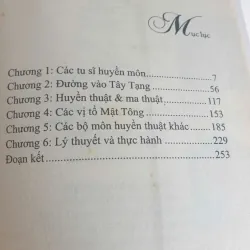 Mục lục
Chương 1: Các tu sĩ huyền môn........................7
Chương 2: Đường vào Tây Tạng........................56
Chương 3: Huyền thuật & ma thuật........................117
Chương 4: Các vị tổ Mật Tông........................153
Chương 5: Các bộ môn huyền thuật khác........................185
Chương 6: Lý thuyết và thực hành........................229
Đoạn kết........................253